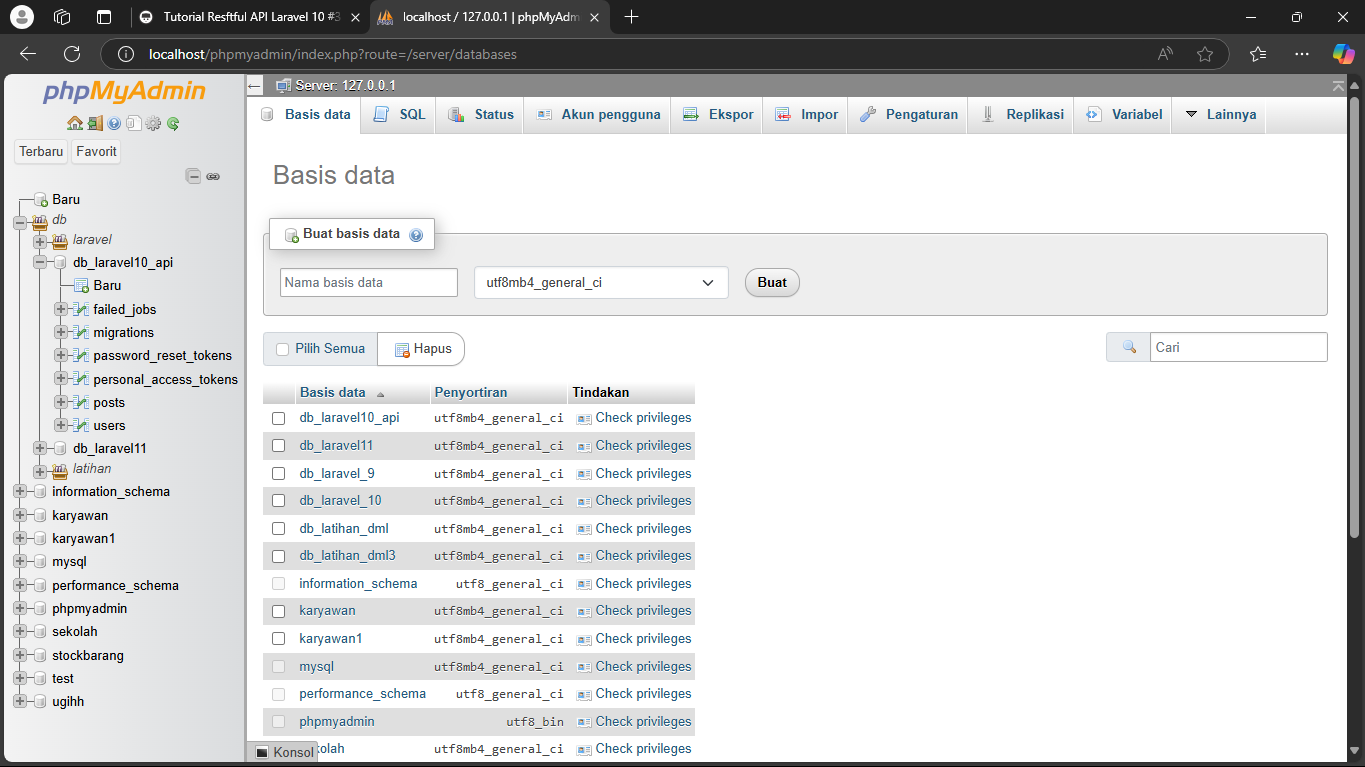 Tutorial Resftful API Laravel 10 #3
localhost / 127.0.0.1 | phpMyAdm
localhost/phpmyadmin/index.php?route=/server/databases
phpMyAdmin
Terbaru Favorit
Baru
db
laravel
db_laravel10_api
Baru
failed_jobs
migrations
password_reset_tokens
personal_access_tokens
posts
users
db_laravel11
latihan
information_schema
karyawan
karyawan1
mysql
performance_schema
phpmyadmin
sekolah
stockbarang
test
ugihh
Server: 127.0.0.1
Basis data SQL Status Akun pengguna Ekspor Impor Pengaturan Replikasi Variabel Lainnya
Basis data
Buat basis data
Nama basis data utf8mb4_general_ci Buat
Pilih Semua Hapus Cari
Basis data Penyortiran Tindakan
db_laravel10_api utf8mb4_general_ci Check privileges
db_laravel11 utf8mb4_general_ci Check privileges
db_laravel_9 utf8mb4_general_ci Check privileges
db_laravel_10 utf8mb4_general_ci Check privileges
db_latihan_dml utf8mb4_general_ci Check privileges
db_latihan_dml3 utf8mb4_general_ci Check privileges
information_schema utf8_general_ci Check privileges
karyawan utf8mb4_general_ci Check privileges
karyawan1 utf8mb4_general_ci Check privileges
mysql utf8mb4_general_ci Check privileges
performance_schema utf8_general_ci Check privileges
phpmyadmin utf8_bin Check privileges
kolah utf8mb4_general_ci Check privileges
Konsol